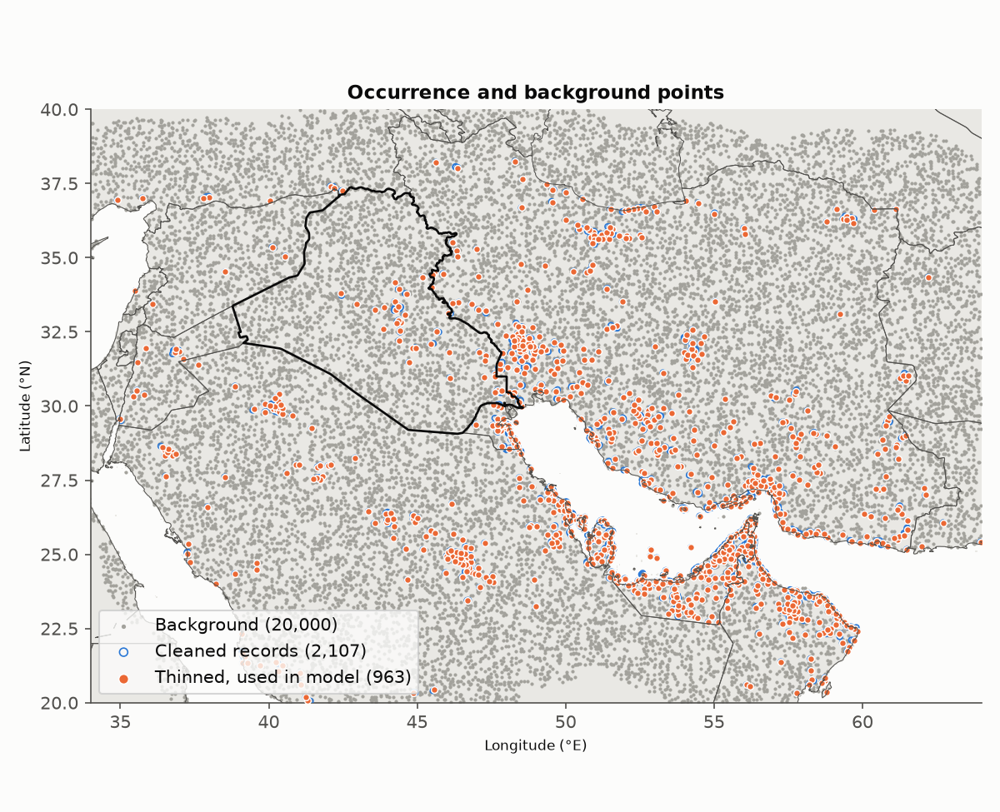 Occurrence and background points
40.0
37.5
35.0
32.5
30.0
27.5
25.0
22.5
20.0
Latitude (°N)
Background (20,000)
Cleaned records (2,107)
Thinned, used in model (963)
35 40 45 50 55 60
Longitude (°E)